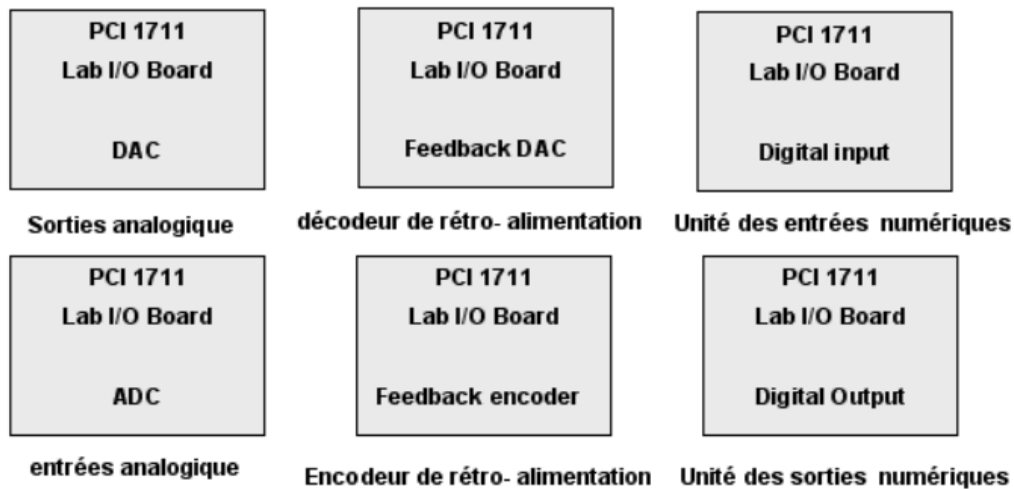 PCI 1711
Lab I/O Board
DAC
Sorties analogique
PCI 1711
Lab I/O Board
Feedback DAC
décodeur de rétro- alimentation
PCI 1711
Lab I/O Board
Digital input
Unité des entrées numériques
PCI 1711
Lab I/O Board
ADC
entrées analogique
PCI 1711
Lab I/O Board
Feedback encoder
Encodeur de rétro- alimentation
PCI 1711
Lab I/O Board
Digital Output
Unité des sorties numériques